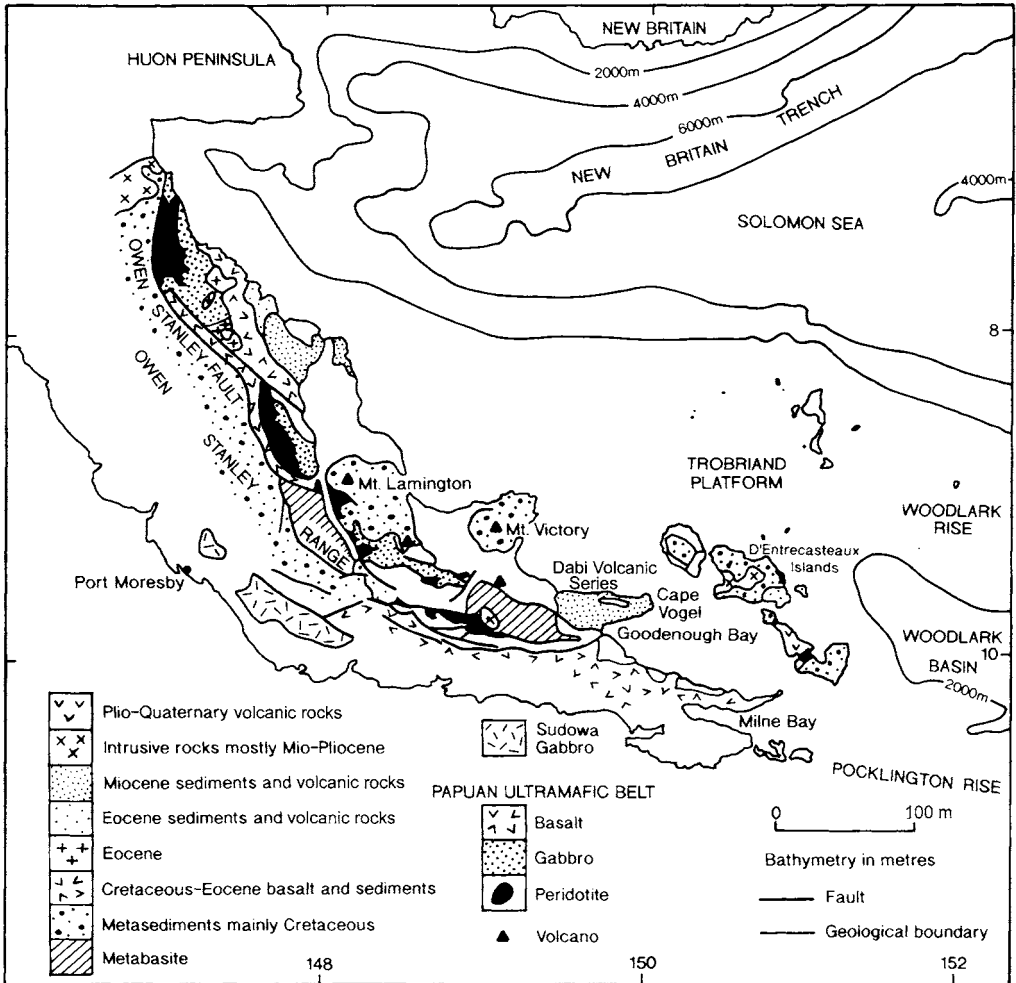 NEW BRITAIN
HUON PENINSULA
2000m
4000m
6000m
NEW BRITAIN TRENCH
4000m
SOLOMON SEA
OWEN
STANLEY FAULT
8
OWEN
STANLEY
RANGE
TROBRIAND
PLATFORM
Mt. Lamington
WOODLARK
RISE
Mt. Victory
D'Entrecasteaux
Islands
Port Moresby
Dabi Volcanic
Series
Cape
Vogel
Goodenough Bay
WOODLARK
BASIN
10
2000m
Milne Bay
POCKLINGTON RISE
Plio-Quaternary volcanic rocks
Intrusive rocks mostly Mio-Pliocene
Miocene sediments and volcanic rocks
Eocene sediments and volcanic rocks
Eocene
Cretaceous-Eocene basalt and sediments
Metasediments mainly Cretaceous
Metabasite
Sudowa
Gabbro
PAPUAN ULTRAMAFIC BELT
Basalt
Gabbro
Peridotite
Volcano
0 100 m
Bathymetry in metres
Fault
Geological boundary
148
150
152